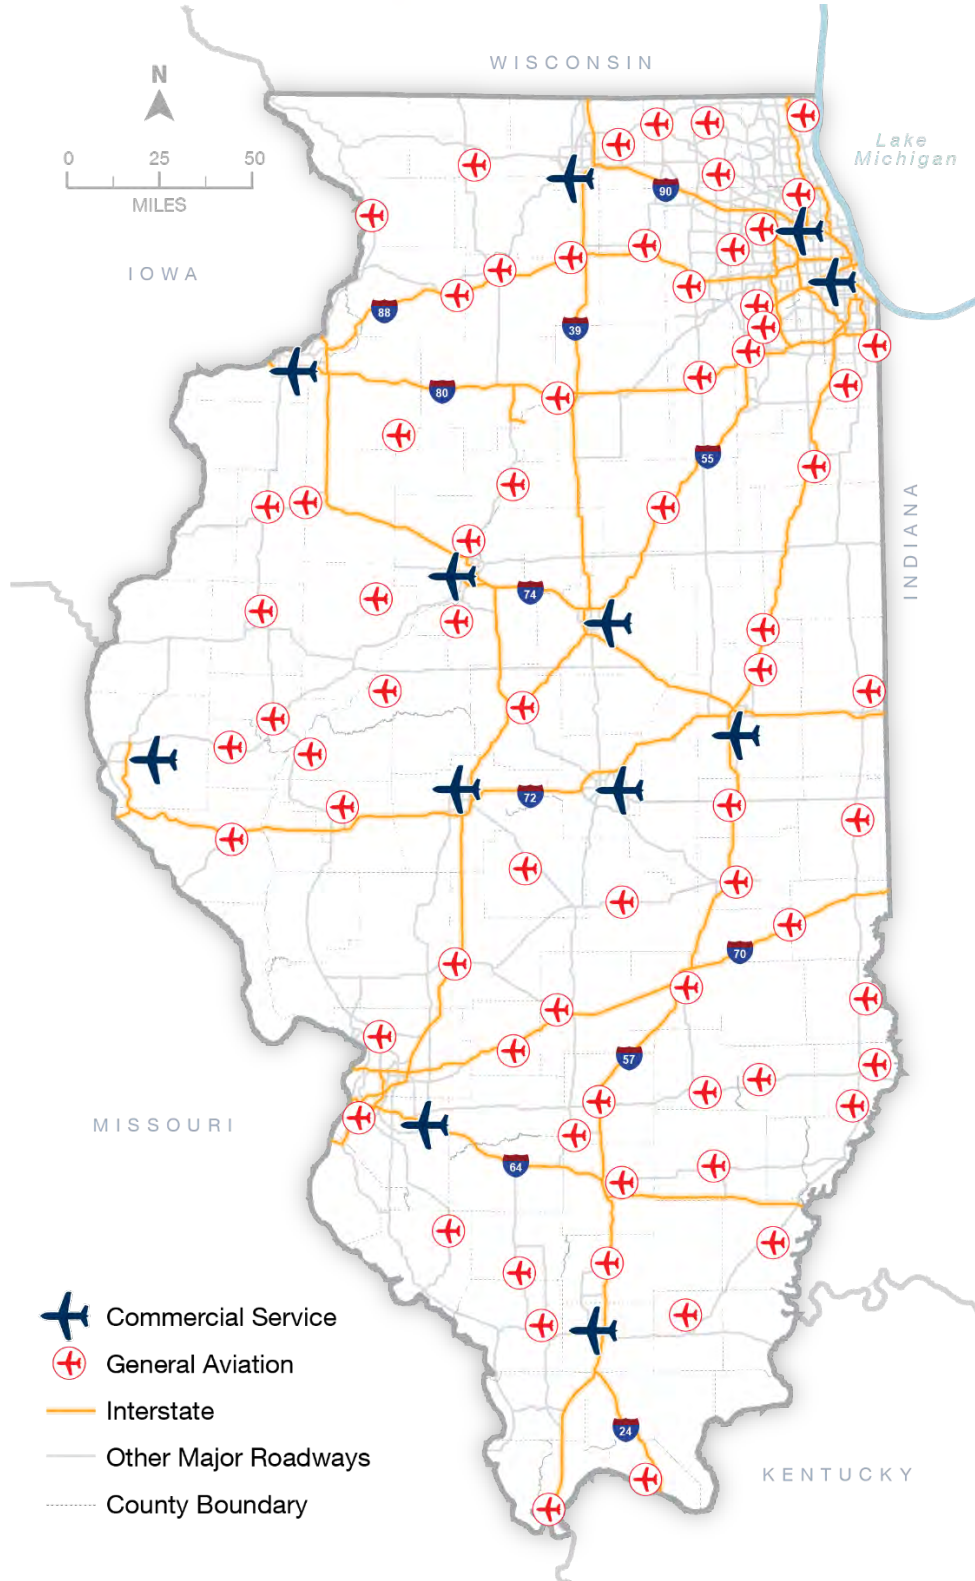 WISCONSIN
N
0 25 50
MILES
Lake
Michigan
IOWA
90
88
39
80
55
INDIANA
74
72
70
57
MISSOURI
64
Commercial Service
General Aviation
Interstate
Other Major Roadways
County Boundary
24
KENTUCKY